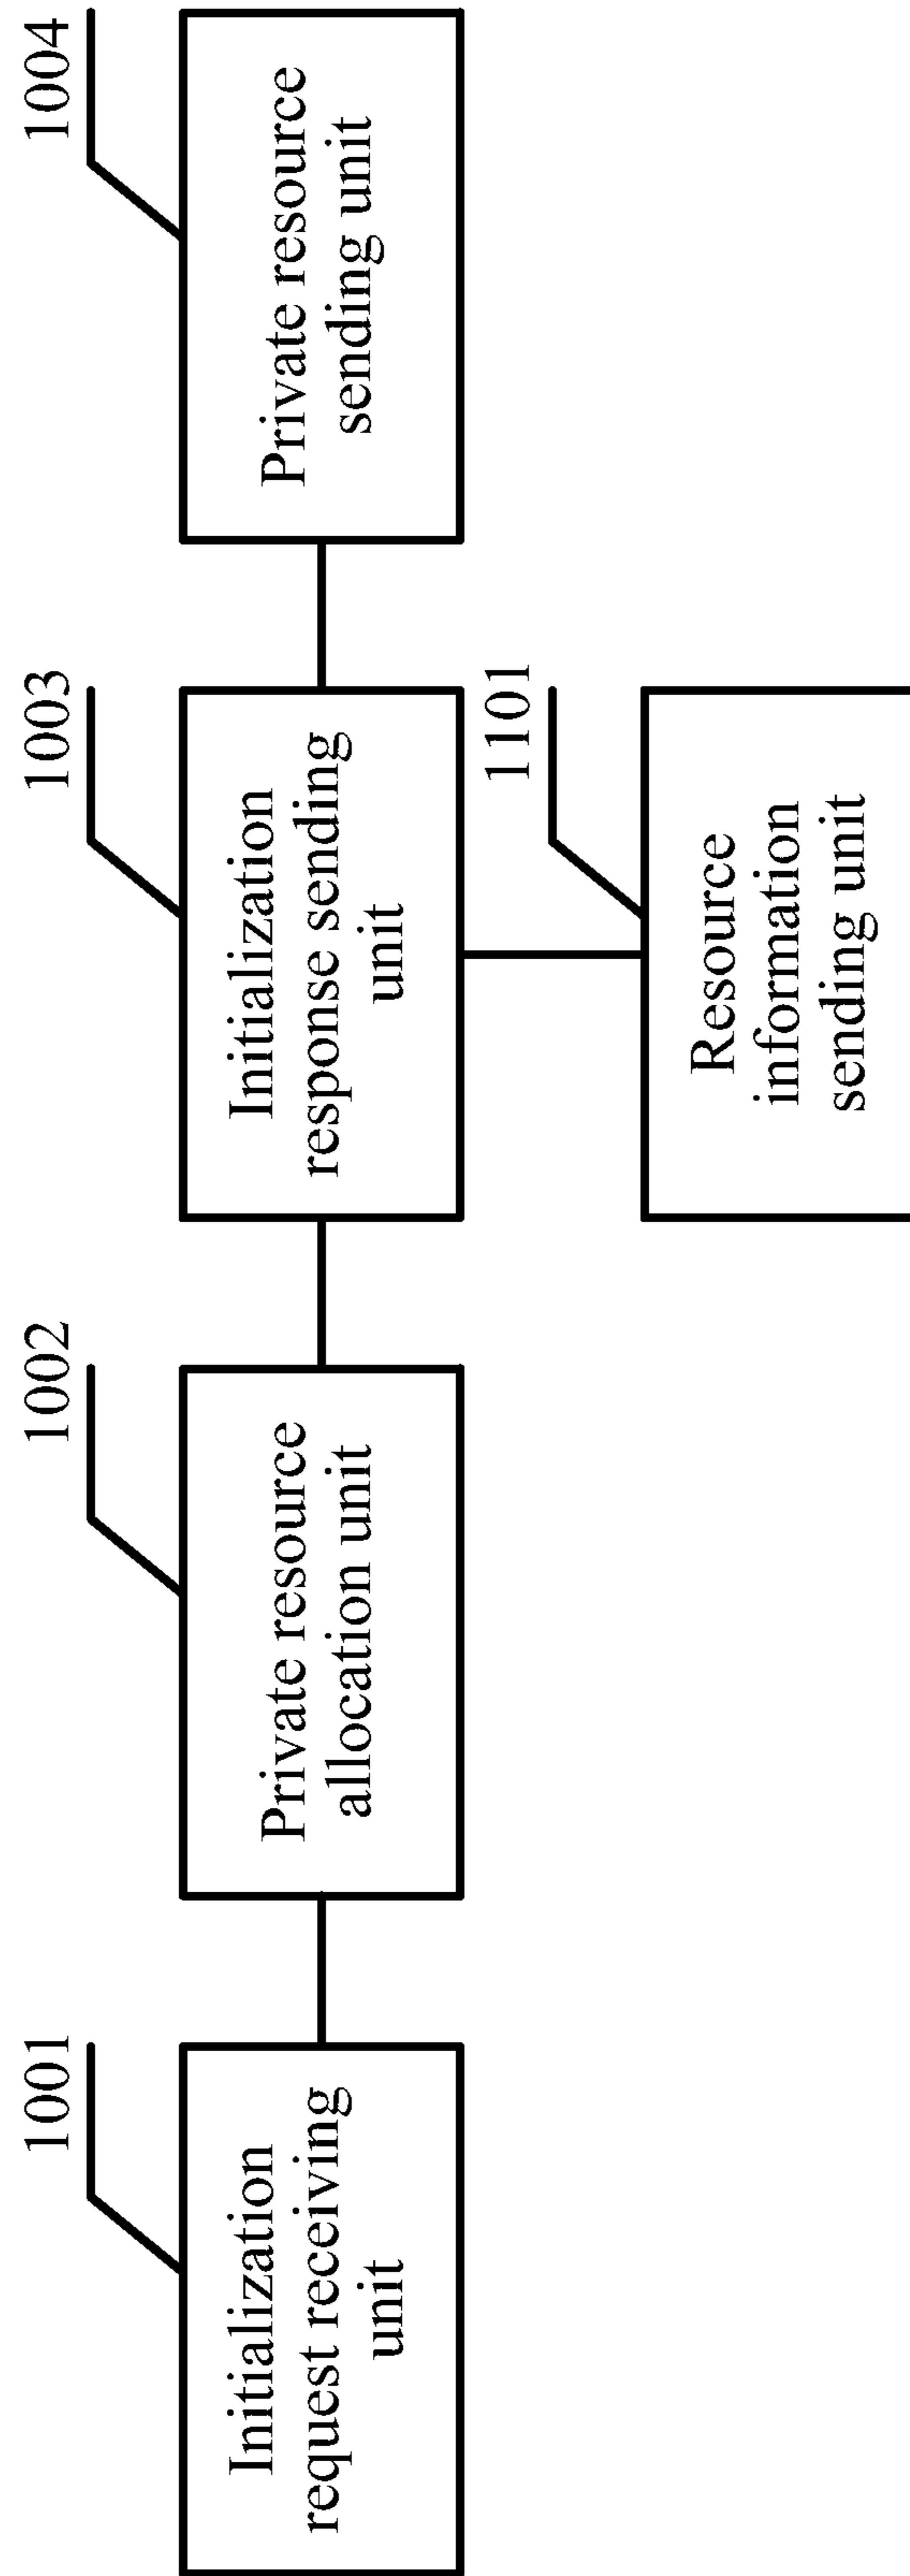 1001
Initialization
request receiving
unit
1002
Private resource
allocation unit
1003
Initialization
response sending
unit
1004
Private resource
sending unit
1101
Resource
information
sending unit